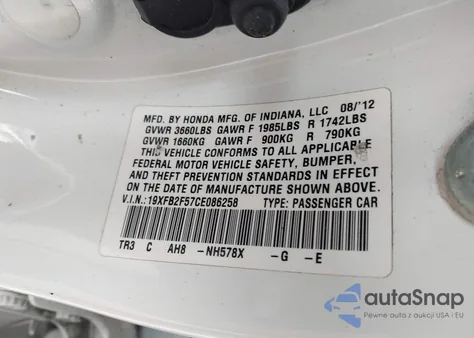 MFD. BY HONDA MFG. OF INDIANA, LLC 08/'12
GVWR 3660LBS GAWR F 1985LBS R 1742LBS
GVWR 1660KG GAWR F 900KG R 790KG
THIS VEHICLE CONFORMS TO ALL APPLICABLE
FEDERAL MOTOR VEHICLE SAFETY, BUMPER,
AND THEFT PREVENTION STANDARDS IN EFFECT
ON THE DATE OF MANUFACTURE SHOWN ABOVE.
V.I.N.: 19XFB2F57CE086258 TYPE: PASSENGER CAR
TR3 C AH8 -NH578X -G -E
autoSnap
Pewne auta z aukcji USA i EU